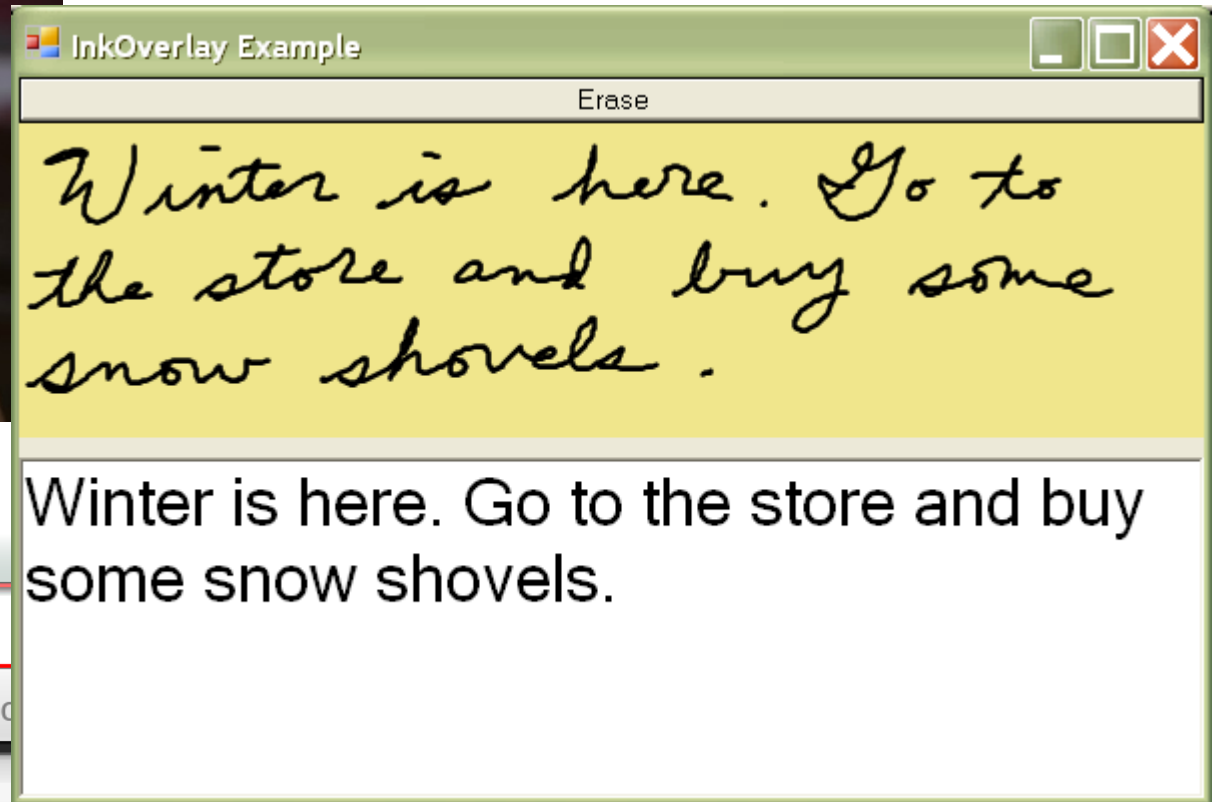 InkOverlay Example
Erase
Winter is here. Go to
the store and buy some
snow shovels.
Winter is here. Go to the store and buy
some snow shovels.